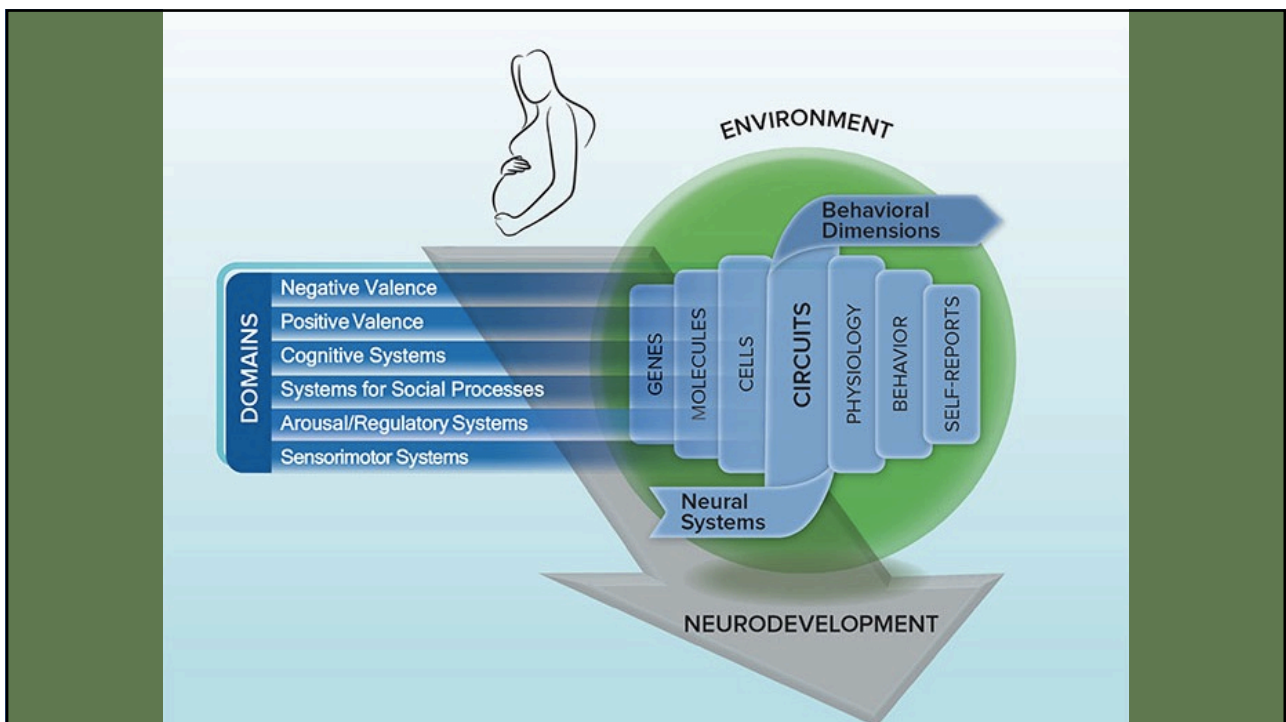 ENVIRONMENT
Behavioral
Dimensions
DOMAINS
Negative Valence
Positive Valence
Cognitive Systems
Systems for Social Processes
Arousal/Regulatory Systems
Sensorimotor Systems
GENES
MOLECULES
CELLS
CIRCUITS
PHYSIOLOGY
BEHAVIOR
SELF-REPORTS
Neural
Systems
NEURODEVELOPMENT